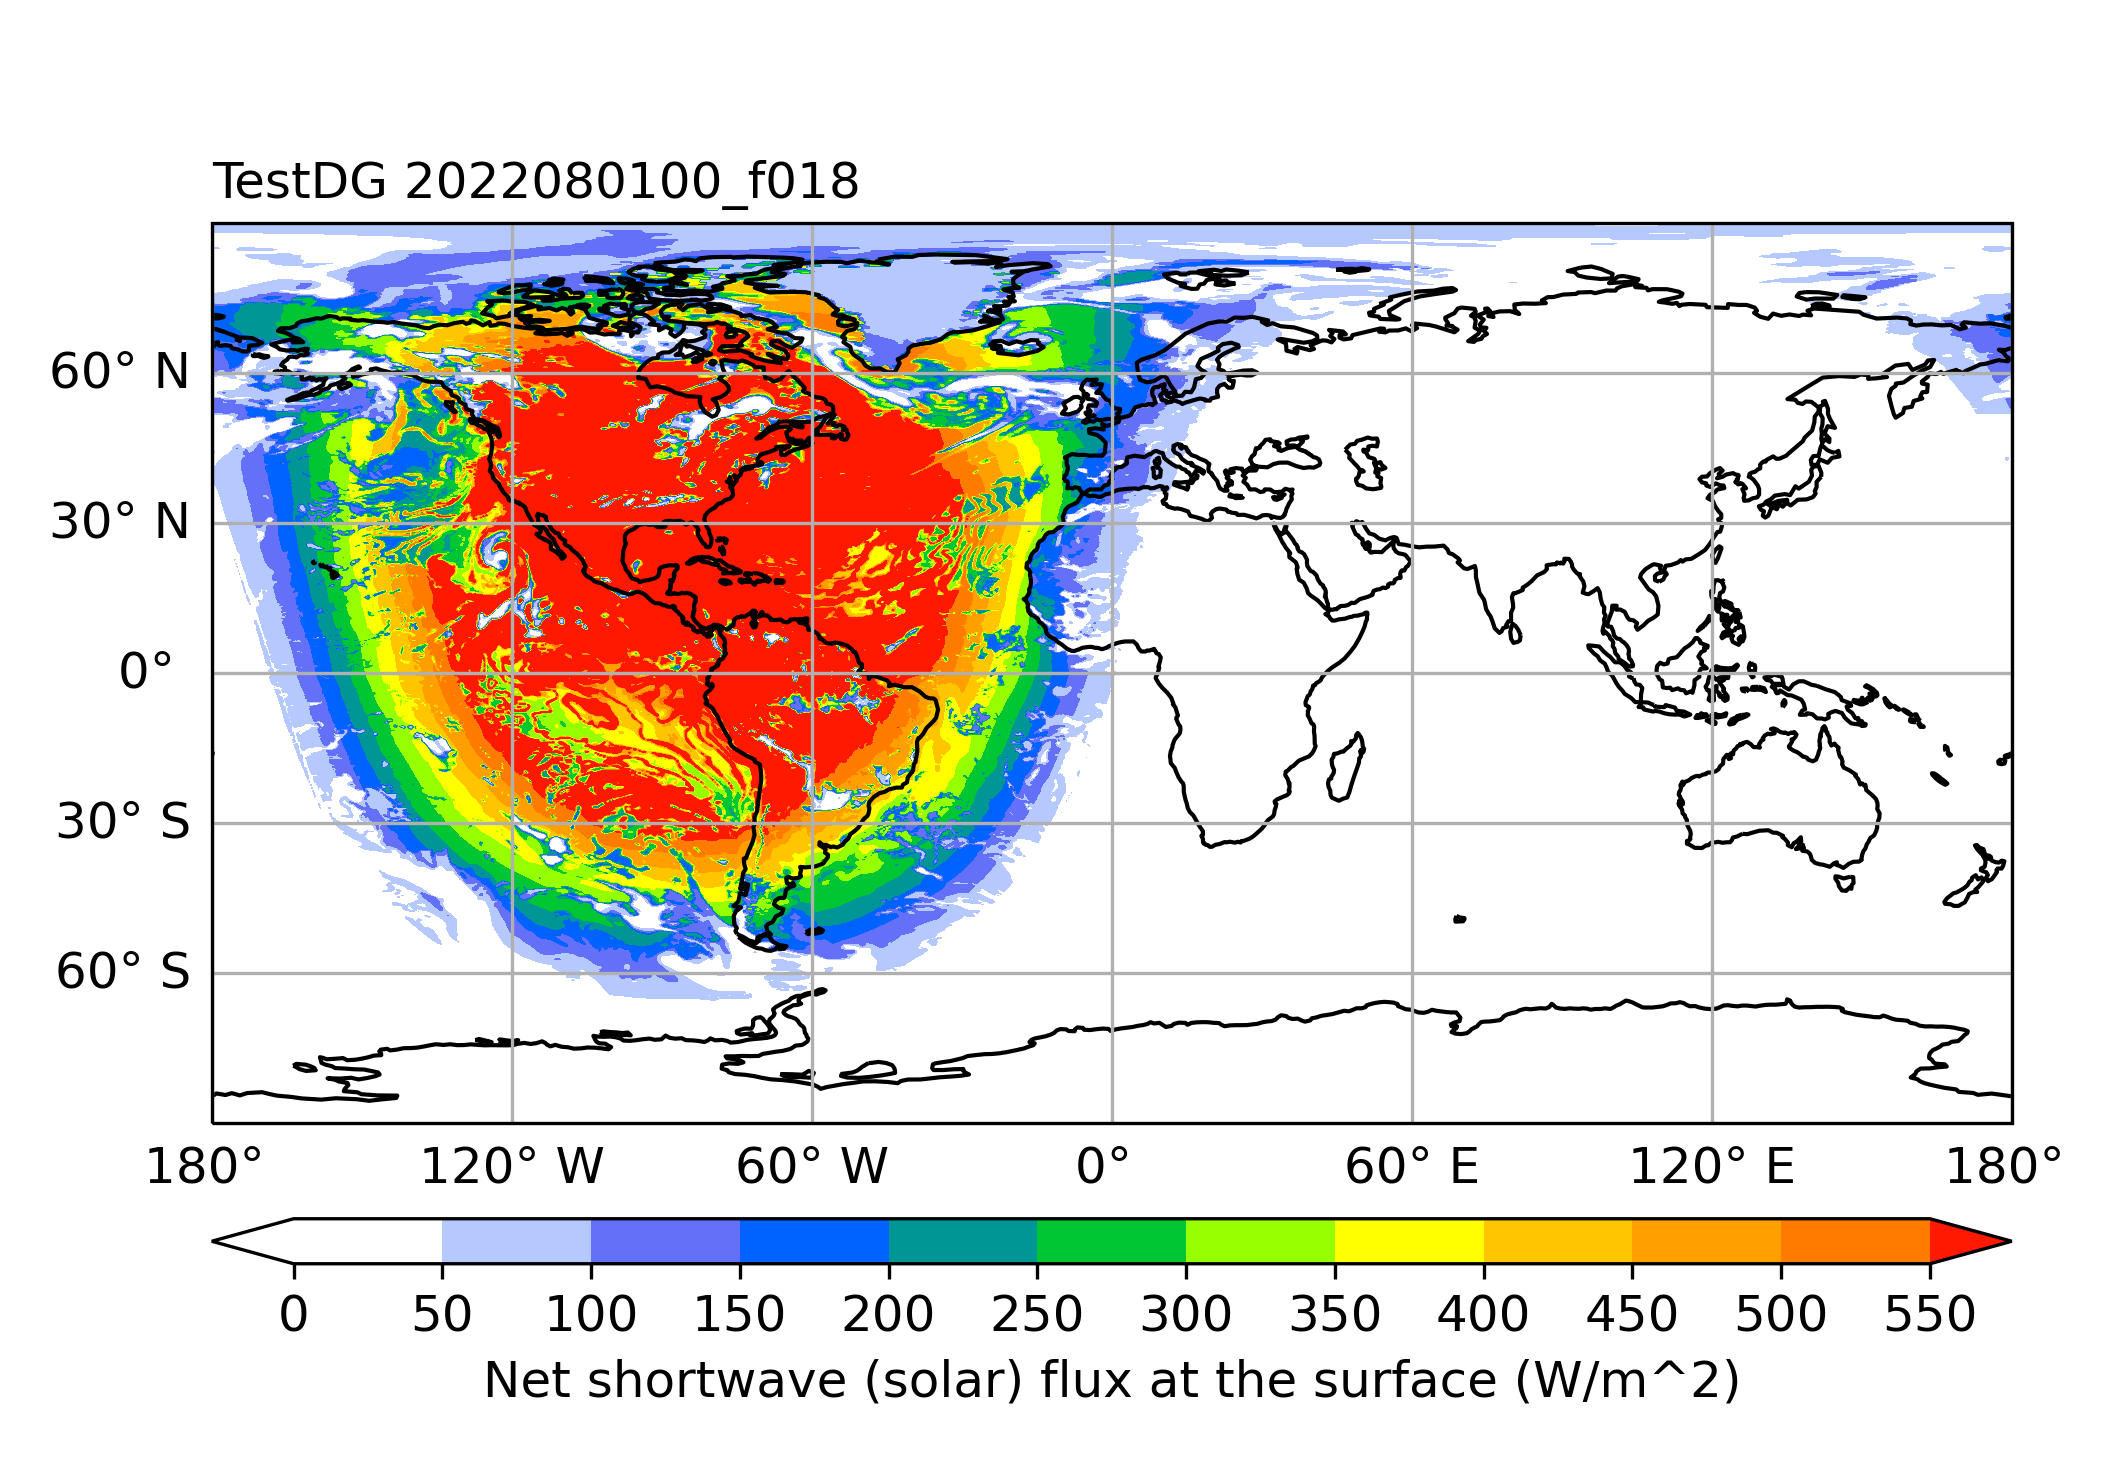 TestDG 2022080100_f018
60° N
30° N
0°
30° S
60° S
180° 120° W 60° W 0° 60° E 120° E 180°
0 50 100 150 200 250 300 350 400 450 500 550
Net shortwave (solar) flux at the surface (W/m^2)